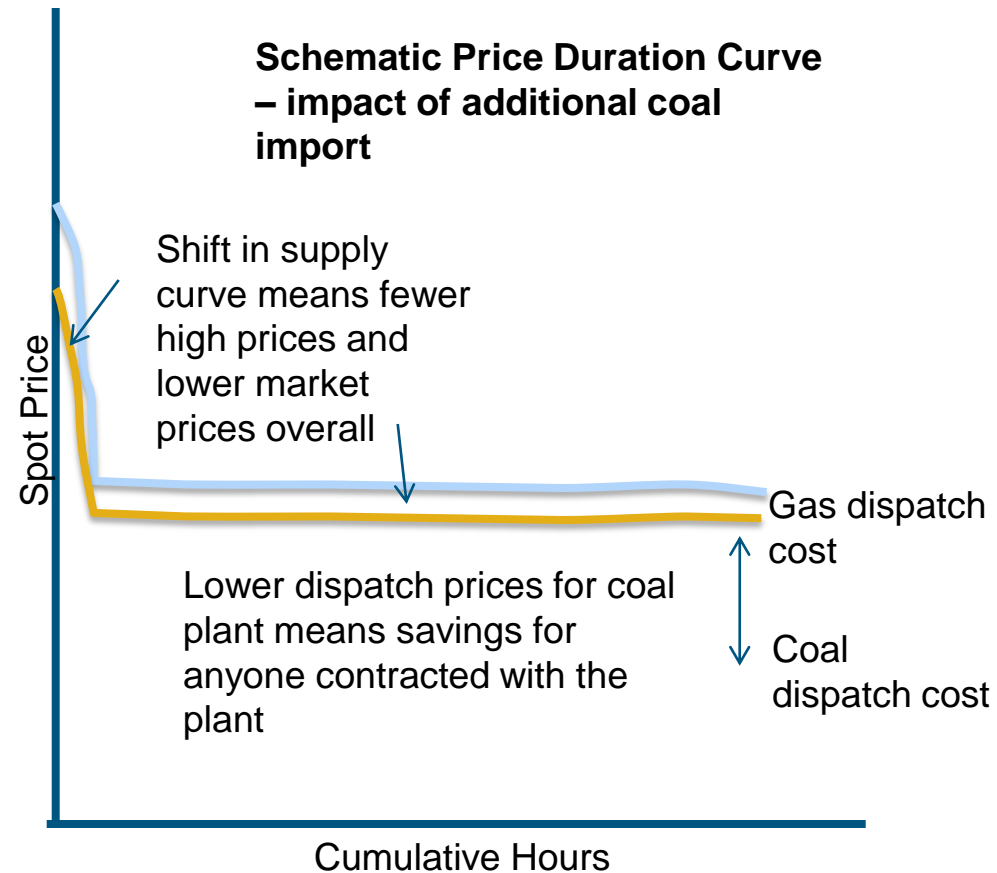 Schematic Price Duration Curve
– impact of additional coal
import
Shift in supply
curve means fewer
high prices and
lower market
prices overall
Spot Price
Gas dispatch
cost
Lower dispatch prices for coal
plant means savings for
anyone contracted with the
plant
Coal
dispatch cost
Cumulative Hours